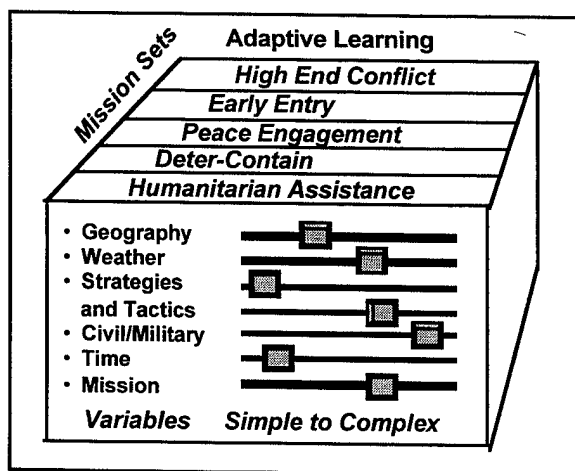 Adaptive Learning
Mission Sets
High End Conflict
Early Entry
Peace Engagement
Deter-Contain
Humanitarian Assistance
• Geography
• Weather
• Strategies
and Tactics
• Civil/Military
• Time
• Mission
Variables Simple to Complex